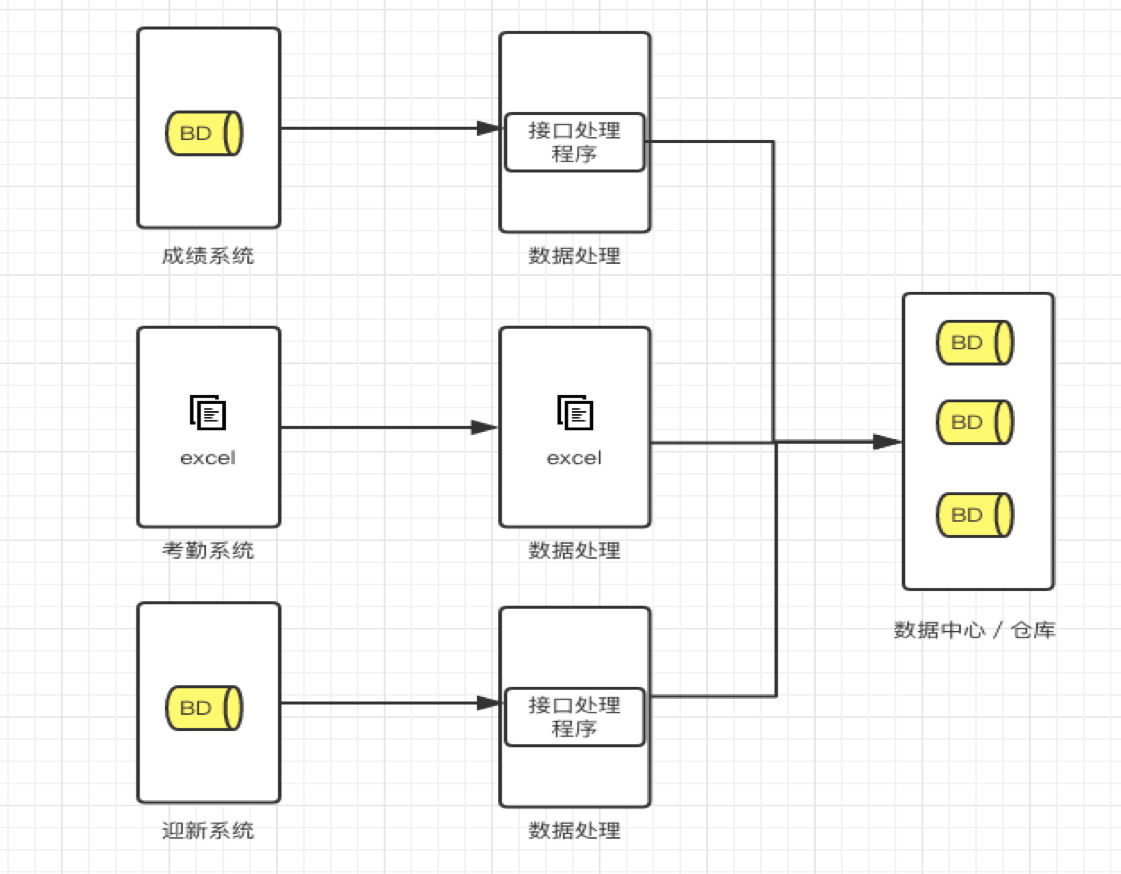 BD
接口处理
程序
成绩系统
数据处理
excel
excel
考勤系统
数据处理
BD
BD
BD
数据中心 / 仓库
BD
接口处理
程序
迎新系统
数据处理